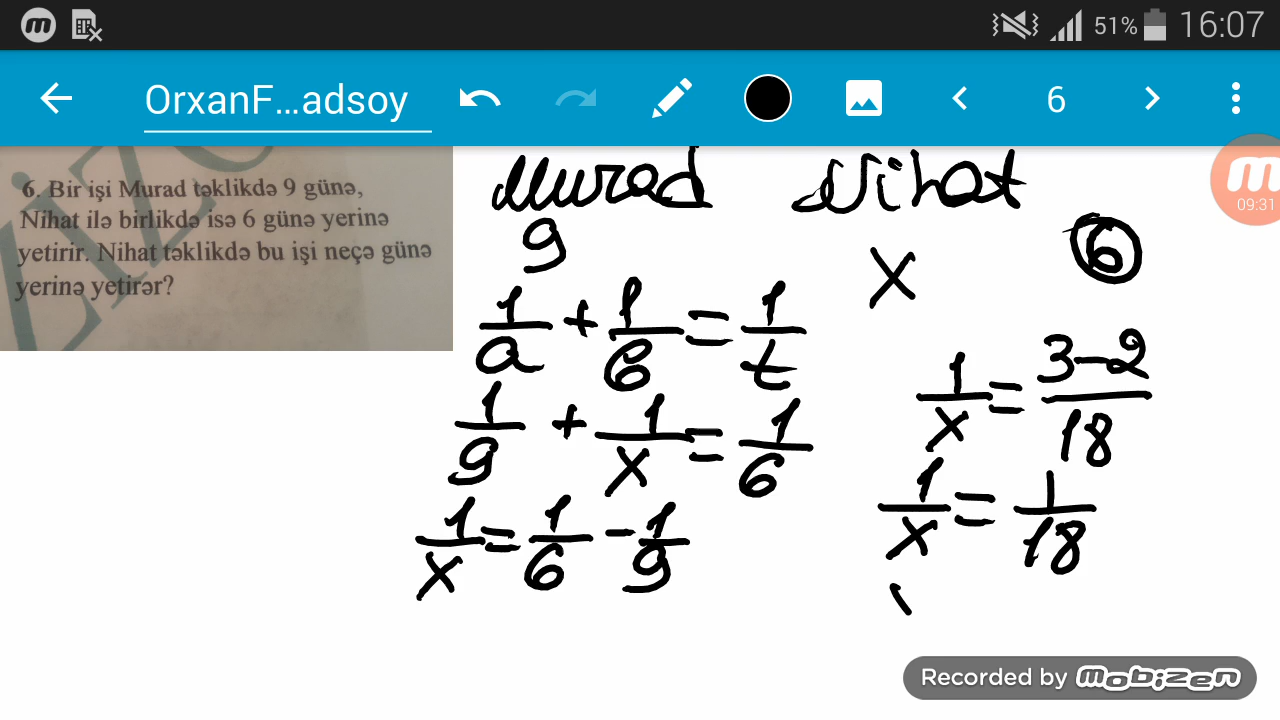 51% 16:07
OrxanF...adsoy 6
09:31
6. Bir işi Murad təklikdə 9 günə,
Nihat ilə birlikdə isə 6 günə yerinə
yetirir. Nihat təklikdə bu işi neçə günə
yerinə yetirər?
Murad Nihat
9 x 6
1/a + 1/b = 1/t
1/9 + 1/x = 1/6
1/x = 1/6 - 1/9
1/x = 3-2/18
1/x = 1/18
Recorded by mobizen